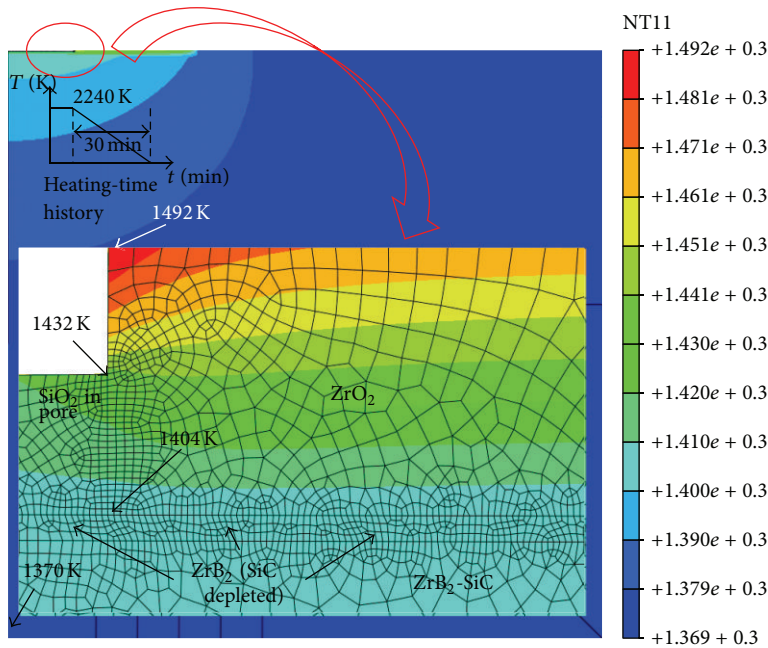 NT11
+1.492e + 0.3
+1.481e + 0.3
+1.471e + 0.3
+1.461e + 0.3
+1.451e + 0.3
+1.441e + 0.3
+1.430e + 0.3
+1.420e + 0.3
+1.410e + 0.3
+1.400e + 0.3
+1.390e + 0.3
+1.379e + 0.3
+1.369 + 0.3
T (K)
2240 K
30 min
t (min)
Heating-time
history
1492 K
1432 K
SiO₂ in
pore
ZrO₂
1404 K
1370 K
ZrB₂ (SiC
depleted)
ZrB₂-SiC